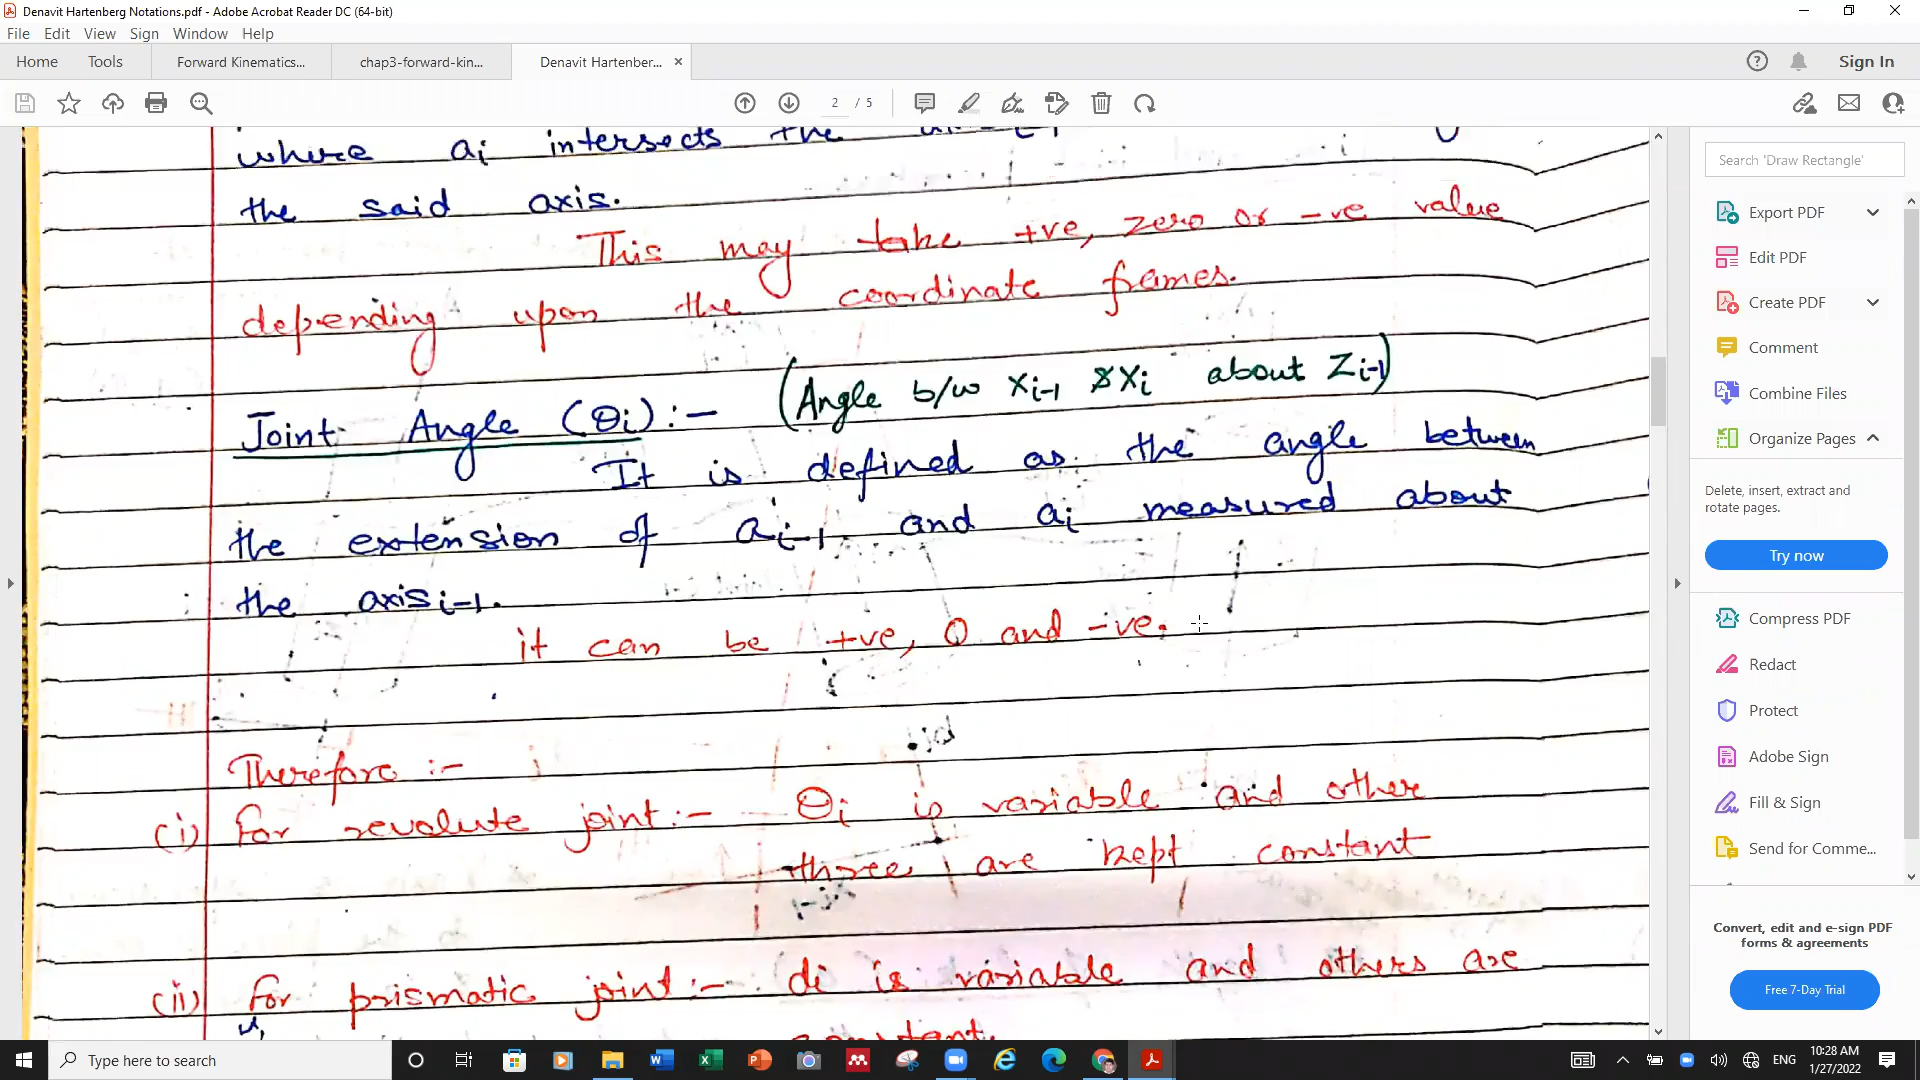 Denavit Hartenberg Notations.pdf - Adobe Acrobat Reader DC (64-bit)
File Edit View Sign Window Help
Home Tools Forward Kinematics... chap3-forward-kin... Denavit Hartenber... ×
? Sign In
2 / 5
where ai intersects the
the said axis.
This may take +ve, zero or -ve value
depending upon the coordinate frames.
Joint Angle (θi) :- (Angle b/w Xi-1 & Xi about Zi-1)
It is defined as the angle between
the extension of ai-1 and ai measured about
the axis i-1.
it can be +ve, 0 and -ve.
Therefore :-
(i) For revolute joint :- θi is variable and other
three are kept constant
(ii) For prismatic joint :- di is variable and others are
constant.
Search 'Draw Rectangle'
Export PDF
Edit PDF
Create PDF
Comment
Combine Files
Organize Pages
Delete, insert, extract and
rotate pages.
Try now
Compress PDF
Redact
Protect
Adobe Sign
Fill & Sign
Send for Comme...
Convert, edit and e-sign PDF
forms & agreements
Free 7-Day Trial
Type here to search
ENG
10:28 AM
1/27/2022